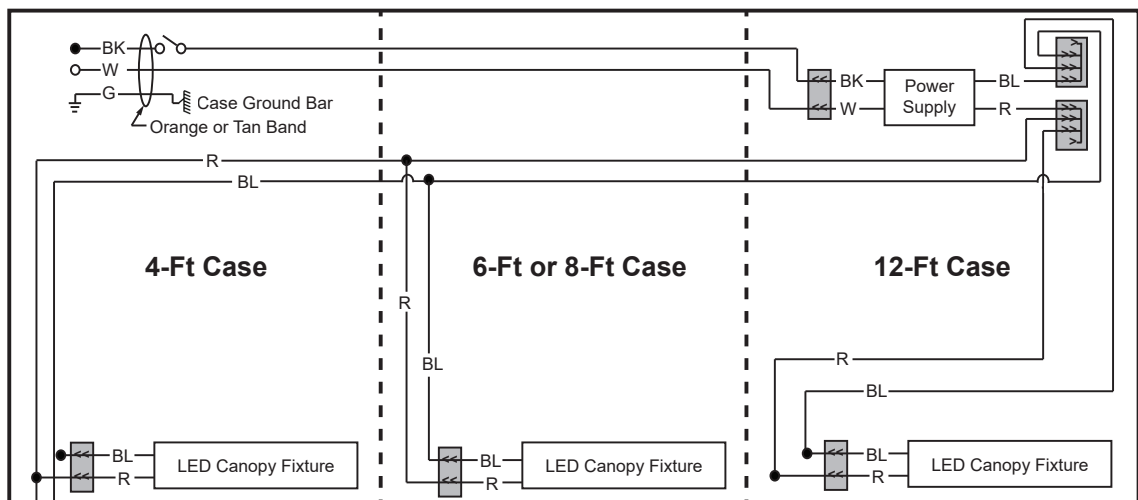 BK
W
G
Case Ground Bar
Orange or Tan Band
BK
W
Power
Supply
BL
R
R
BL
4-Ft Case
6-Ft or 8-Ft Case
12-Ft Case
R
BL
R
BL
BL
R
LED Canopy Fixture
BL
R
LED Canopy Fixture
BL
R
LED Canopy Fixture